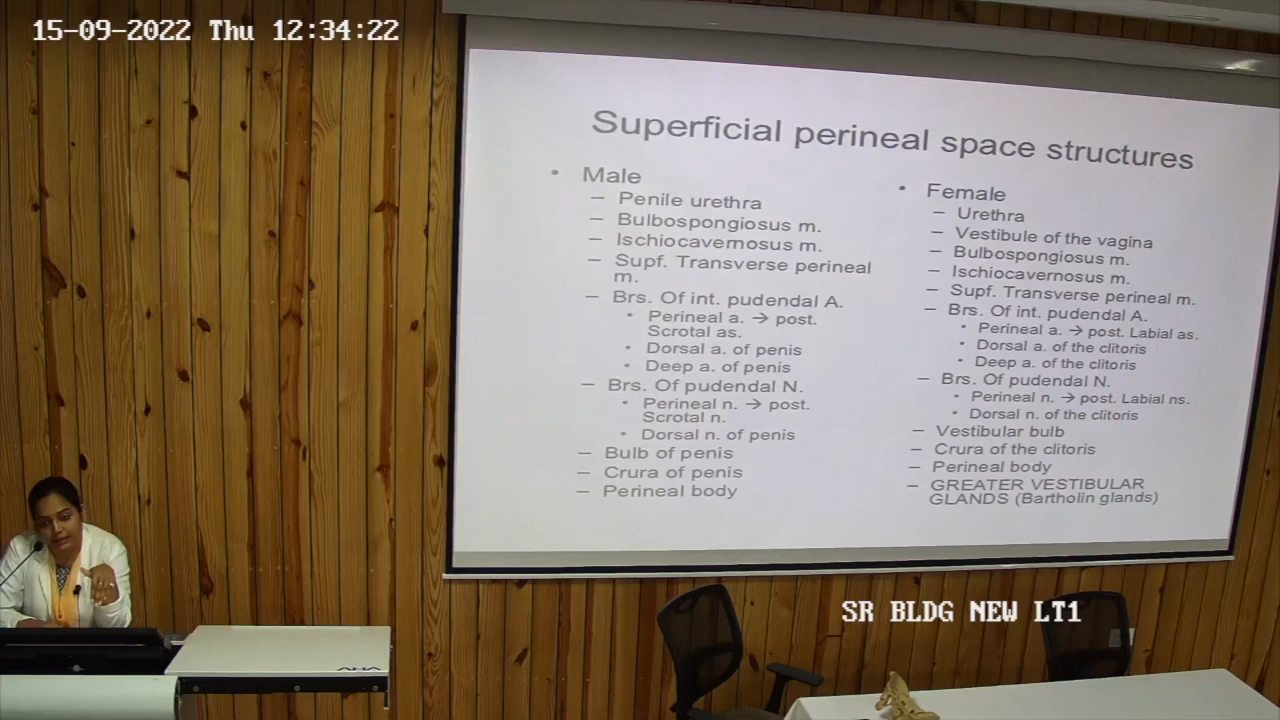 15-09-2022 Thu 12:34:22
Superficial perineal space structures
• Male
– Penile urethra
– Bulbospongiosus m.
– Ischiocavernosus m.
– Supf. Transverse perineal
m.
– Brs. Of int. pudendal A.
• Perineal a. → post.
Scrotal as.
• Dorsal a. of penis
• Deep a. of penis
– Brs. Of pudendal N.
• Perineal n. → post.
Scrotal n.
• Dorsal n. of penis
– Bulb of penis
– Crura of penis
– Perineal body
• Female
– Urethra
– Vestibule of the vagina
– Bulbospongiosus m.
– Ischiocavernosus m.
– Supf. Transverse perineal m.
– Brs. Of int. pudendal A.
• Perineal a. → post. Labial as.
• Dorsal a. of the clitoris
• Deep a. of the clitoris
– Brs. Of pudendal N.
• Perineal n. → post. Labial ns.
• Dorsal n. of the clitoris
– Vestibular bulb
– Crura of the clitoris
– Perineal body
– GREATER VESTIBULAR
GLANDS (Bartholin glands)
SR BLDG NEW LT1